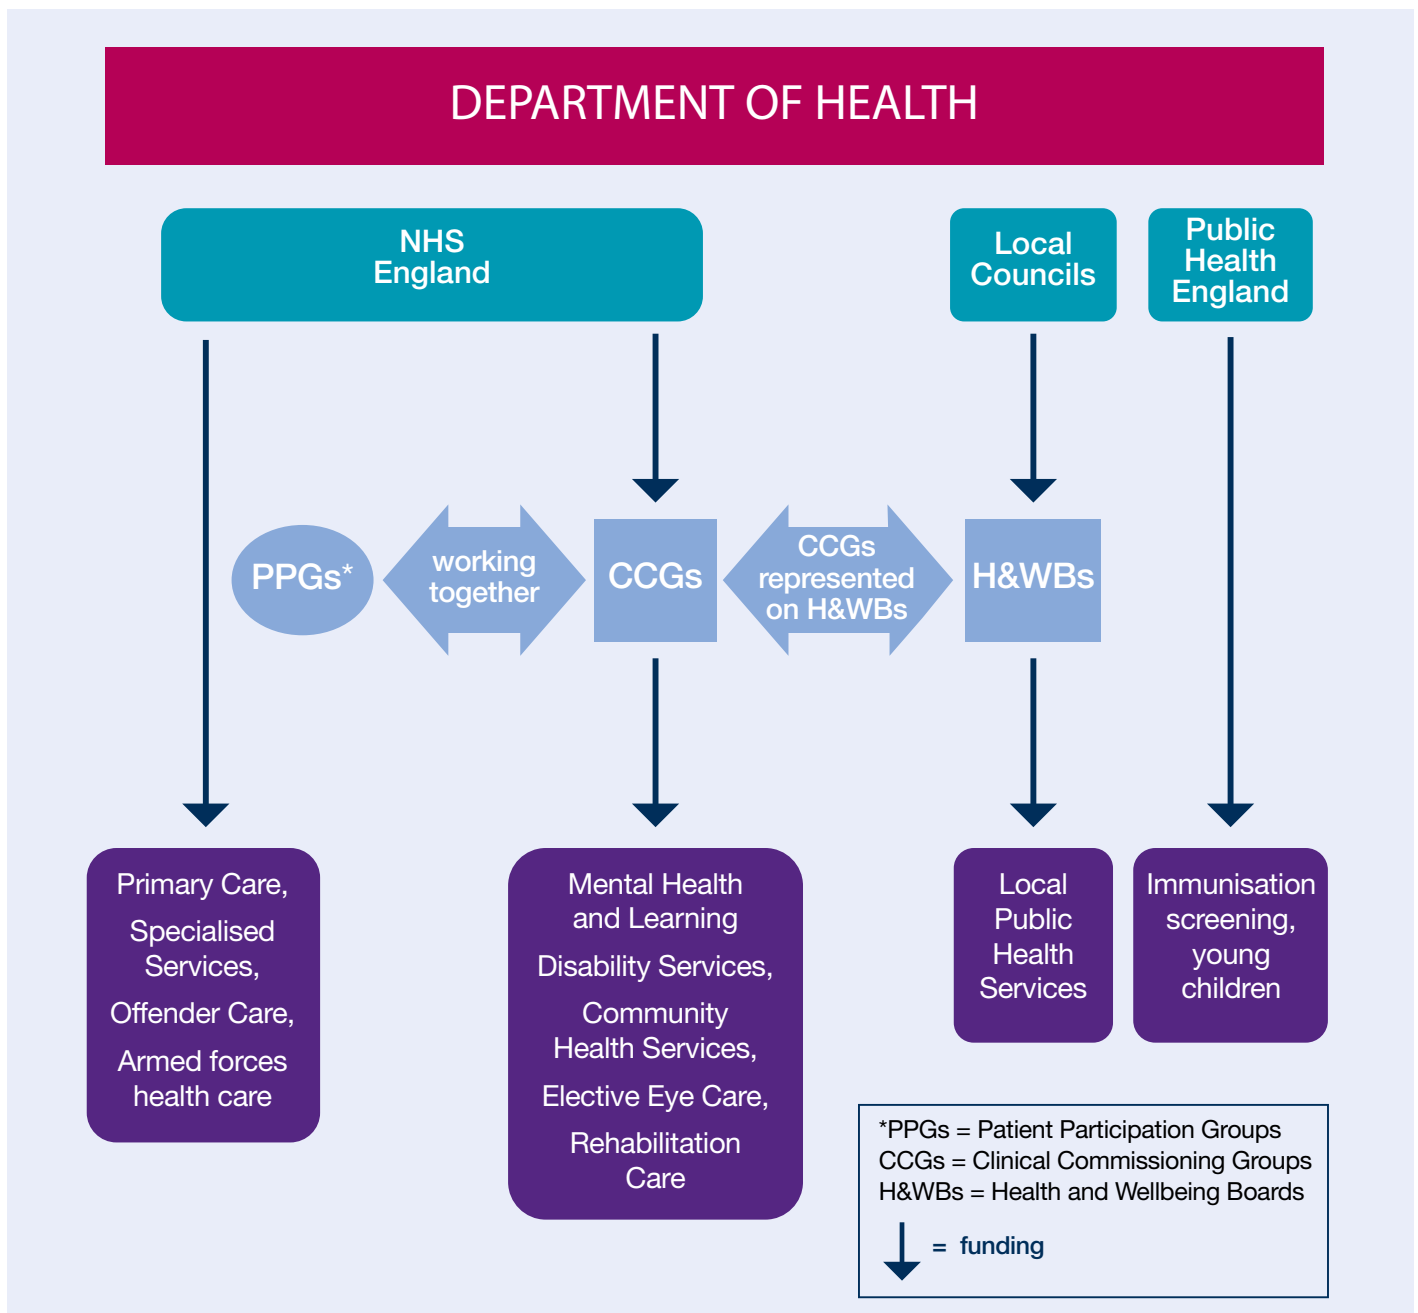 DEPARTMENT OF HEALTH
NHS
England
Local
Councils
Public
Health
England
PPGs*
working
together
CCGs
CCGs
represented
on H&WBs
H&WBs
Primary Care,
Specialised
Services,
Offender Care,
Armed forces
health care
Mental Health
and Learning
Disability Services,
Community
Health Services,
Elective Eye Care,
Rehabilitation
Care
Local
Public
Health
Services
Immunisation
screening,
young
children
*PPGs = Patient Participation Groups
CCGs = Clinical Commissioning Groups
H&WBs = Health and Wellbeing Boards
= funding